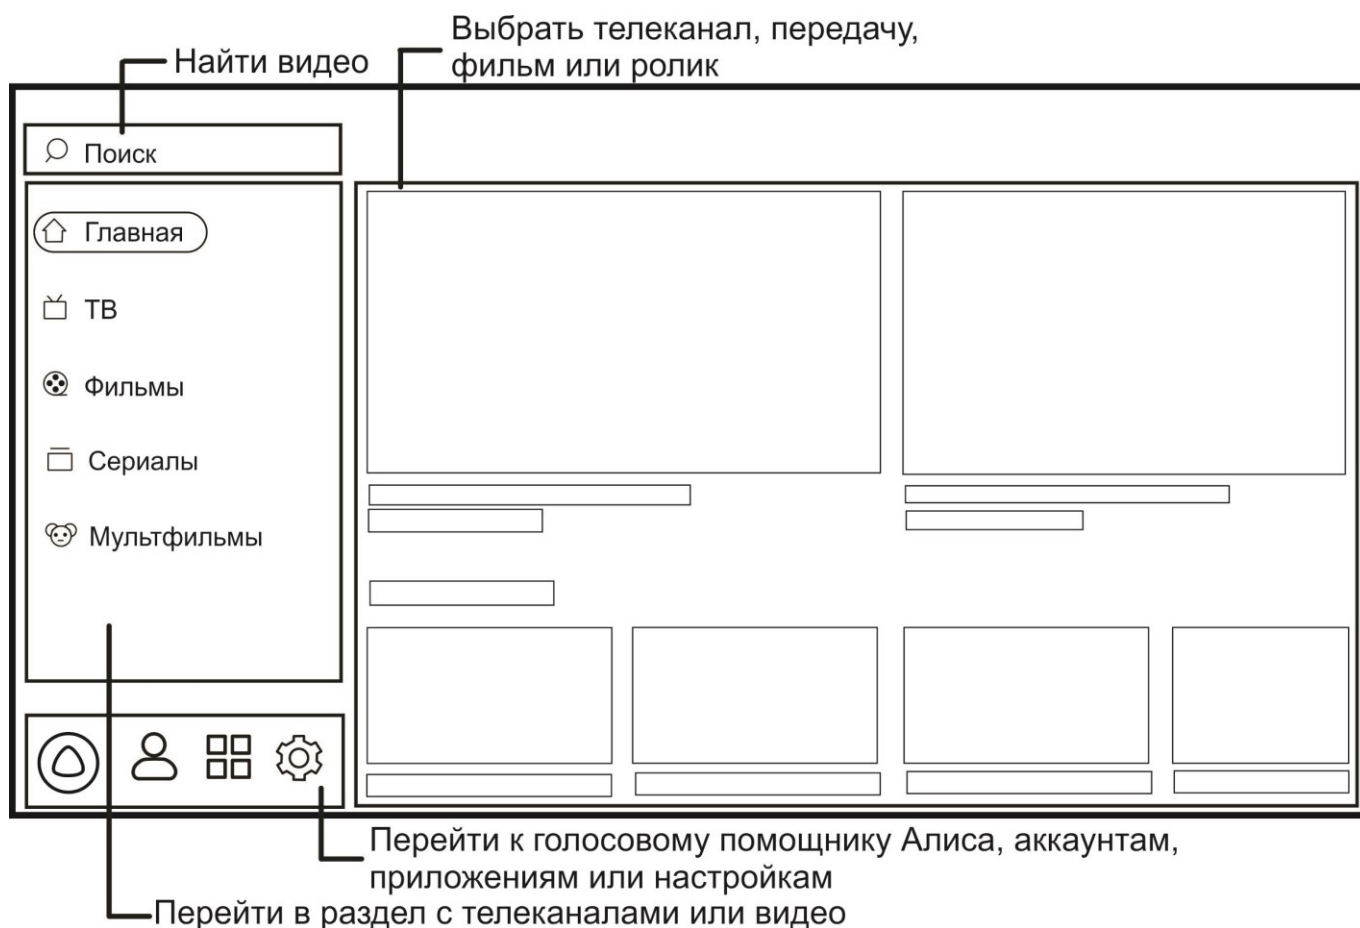 Выбрать телеканал, передачу,
фильм или ролик
Найти видео
Поиск
Главная
ТВ
Фильмы
Сериалы
Мультфильмы
Перейти к голосовому помощнику Алиса, аккаунтам,
приложениям или настройкам
Перейти в раздел с телеканалами или видео